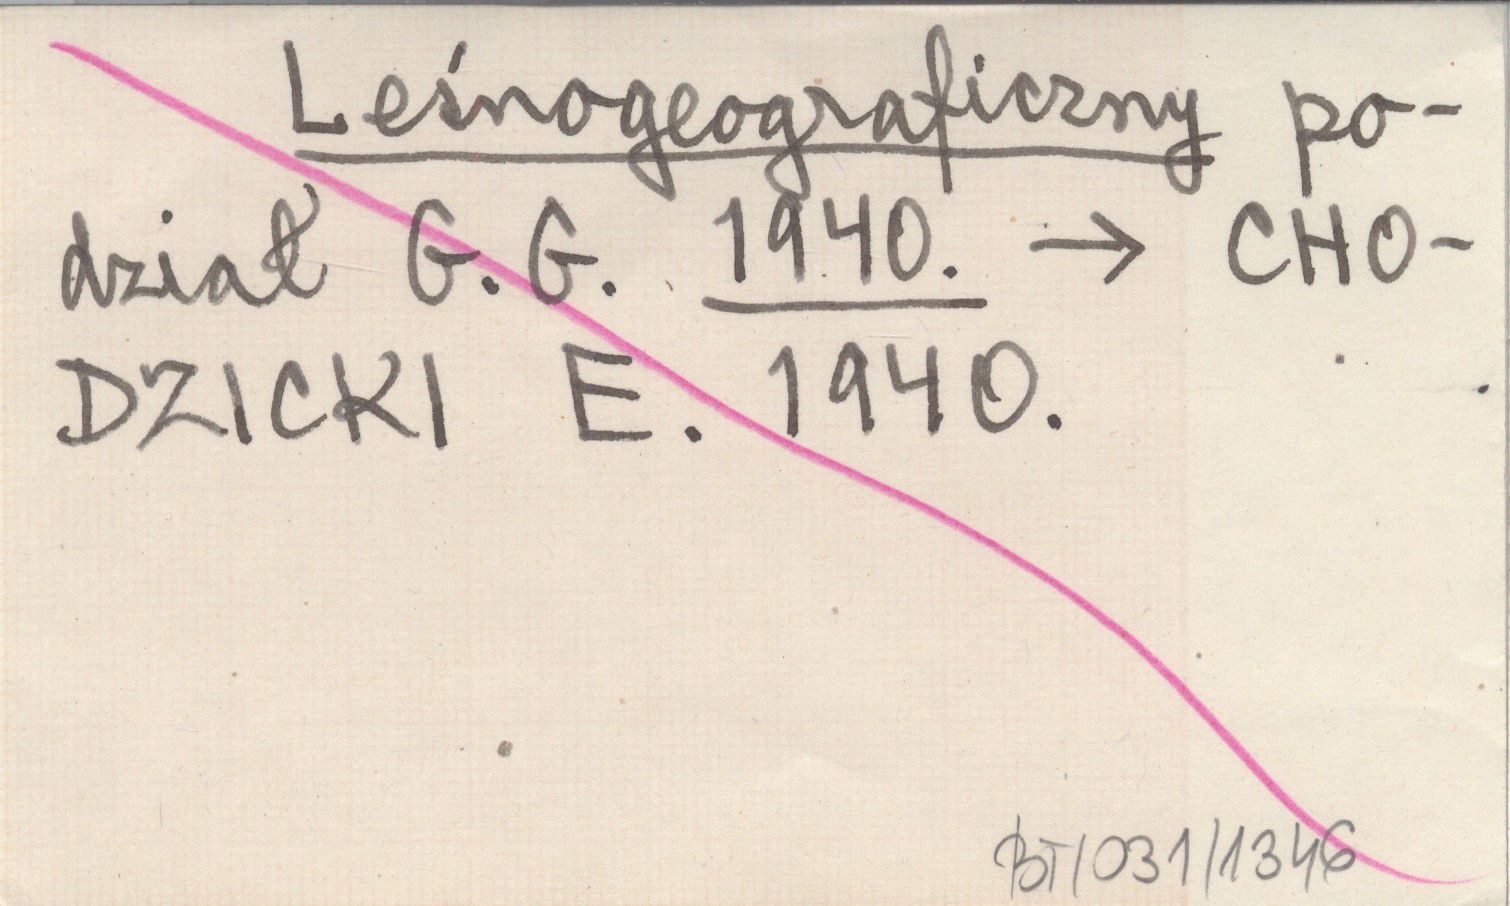 Leśnogeograficzny po-
dział G.G. 1940. → CHO-
DZICKI E. 1940.
BT/031/1346